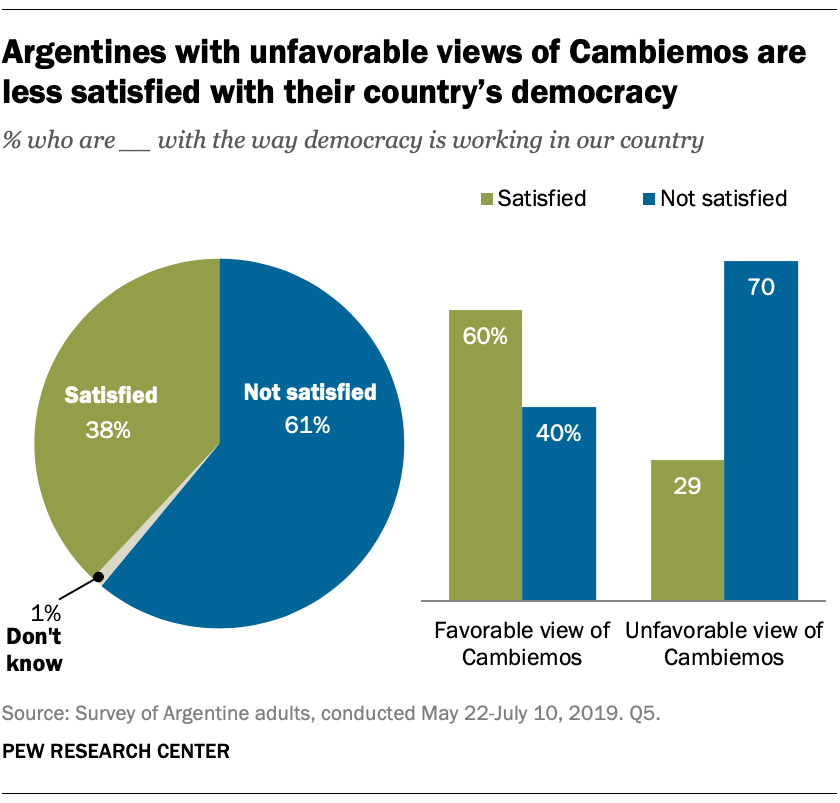 Argentines with unfavorable views of Cambiemos are
less satisfied with their country’s democracy
% who are __ with the way democracy is working in our country
Satisfied
Not satisfied
Satisfied
38%
Not satisfied
61%
1%
Don't
know
60%
40%
29
70
Favorable view of
Cambiemos
Unfavorable view of
Cambiemos
Source: Survey of Argentine adults, conducted May 22-July 10, 2019. Q5.
PEW RESEARCH CENTER